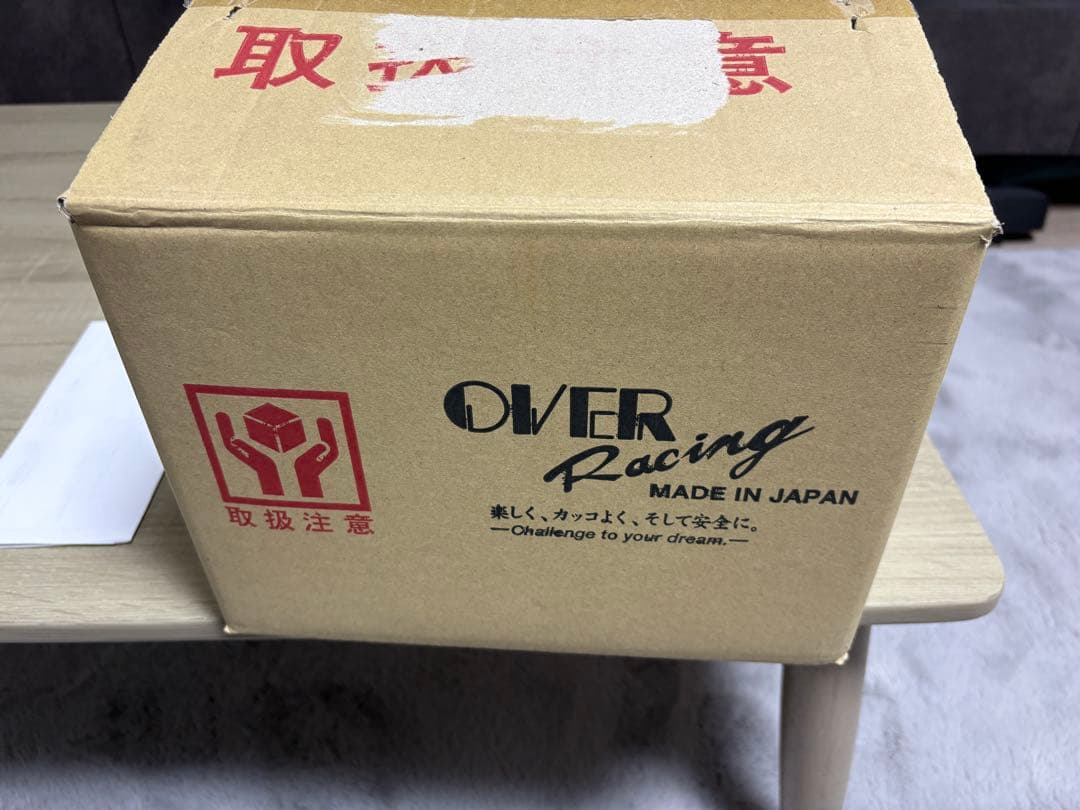 取扱 意
取扱注意
OVER
Racing
MADE IN JAPAN
楽しく、カッコよく、そして安全に。
—Challenge to your dream.—